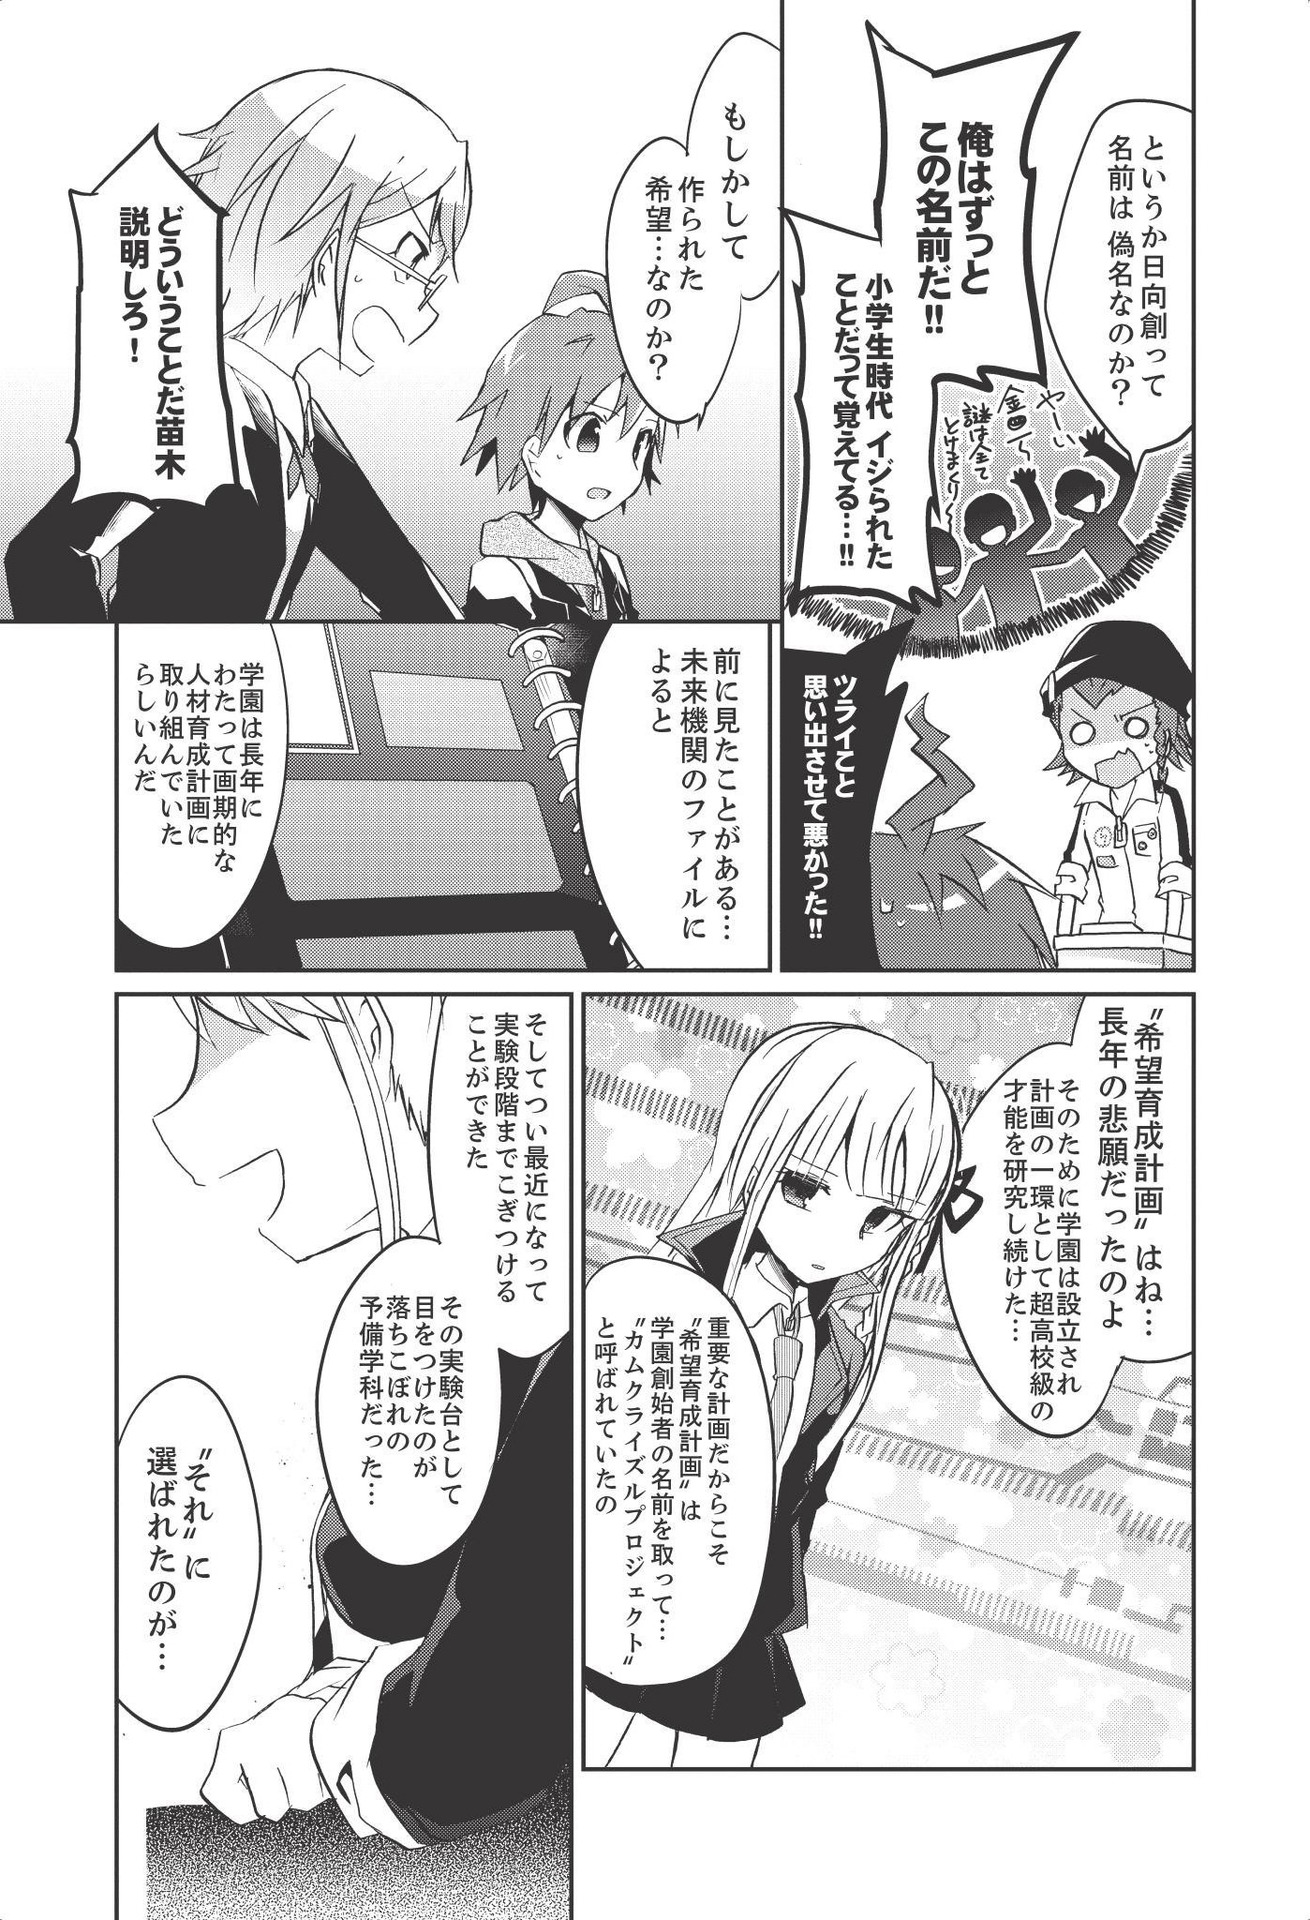 というか日向創って
名前は偽名なのか？
俺はずっと
この名前だ!!
小学生時代 イジられた
ことだって覚えてる…!!
やーい
金田一
謎は全て
とけまくり〜
ツライこと
思い出させて悪かった!!
もしかして
作られた
希望…なのか？
どういうことだ苗木
説明しろ！
前に見たことがある…
未来機関のファイルに
よると
学園は長年に
わたって画期的な
人材育成計画に
取り組んでいた
らしいんだ
〝希望育成計画〟はね…
長年の悲願だったのよ
そのために学園は設立され
計画の一環として超高校級の
才能を研究し続けた…
重要な計画だからこそ
〝希望育成計画〟は
学園創始者の名前を取って…
〝カムクライズルプロジェクト〟
と呼ばれていたの
そしてつい最近になって
実験段階までこぎつける
ことができた
その実験台として
目をつけたのが
落ちこぼれの
予備学科だった…
〝それ〟に
選ばれたのが…